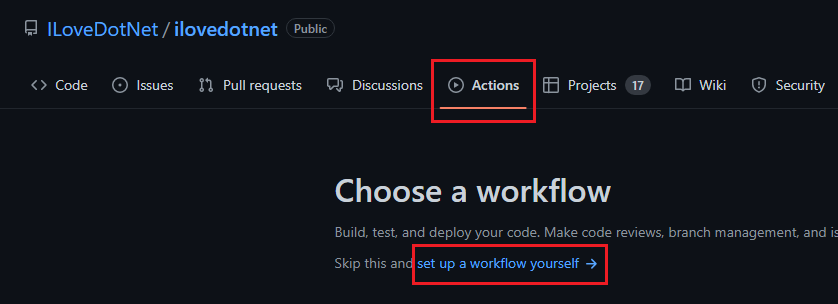 ILoveDotNet / ilovedotnet Public
Code Issues Pull requests Discussions Actions Projects 17 Wiki Security
Choose a workflow
Build, test, and deploy your code. Make code reviews, branch management, and is
Skip this and set up a workflow yourself →